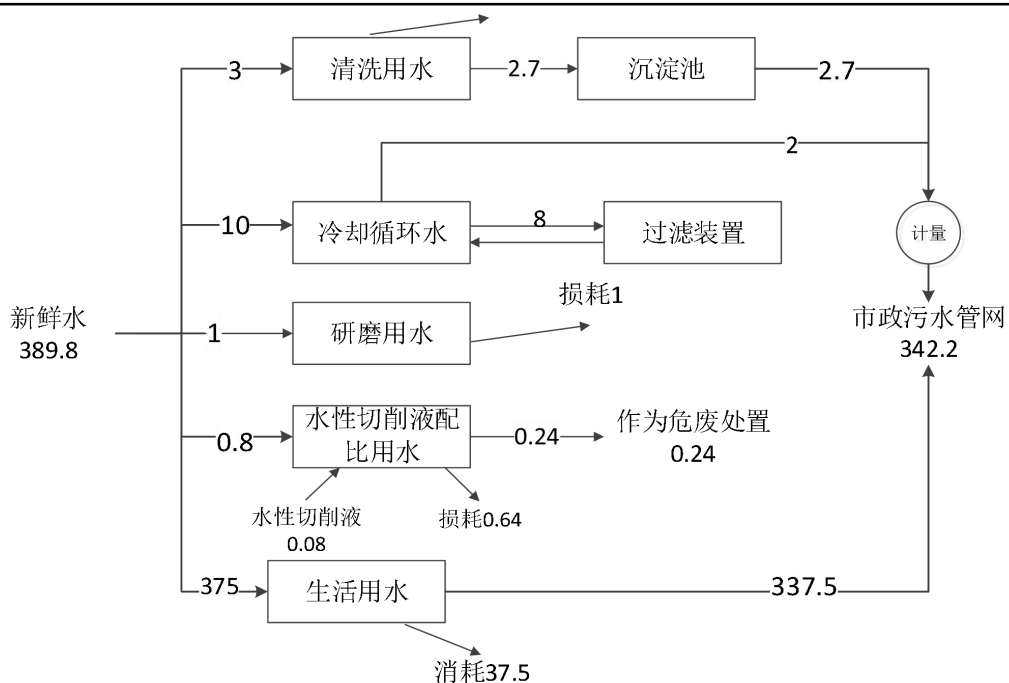 3
清洗用水
2.7
沉淀池
2.7
2
10
冷却循环水
8
过滤装置
计量
损耗1
新鲜水
389.8
1
研磨用水
市政污水管网
342.2
0.8
水性切削液配
比用水
0.24
作为危废处置
0.24
水性切削液
0.08
损耗0.64
375
生活用水
337.5
消耗37.5